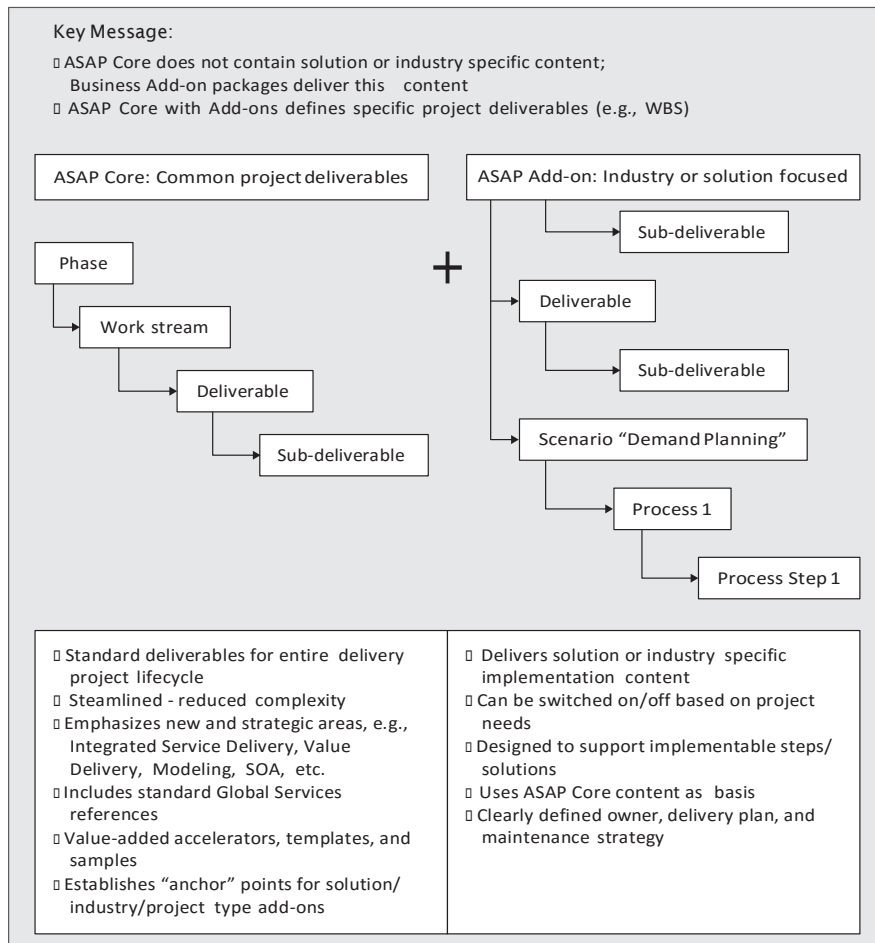 Key Message:
▯ ASAP Core does not contain solution or industry specific content;
Business Add-on packages deliver this content
▯ ASAP Core with Add-ons defines specific project deliverables (e.g., WBS)
ASAP Core: Common project deliverables
Phase
Work stream
Deliverable
Sub-deliverable
+
ASAP Add-on: Industry or solution focused
Sub-deliverable
Deliverable
Sub-deliverable
Scenario “Demand Planning”
Process 1
Process Step 1
▯ Standard deliverables for entire delivery
project lifecycle
▯ Steamlined - reduced complexity
▯ Emphasizes new and strategic areas, e.g.,
Integrated Service Delivery, Value
Delivery, Modeling, SOA, etc.
▯ Includes standard Global Services
references
▯ Value-added accelerators, templates, and
samples
▯ Establishes “anchor” points for solution/
industry/project type add-ons
▯ Delivers solution or industry specific
implementation content
▯ Can be switched on/off based on project
needs
▯ Designed to support implementable steps/
solutions
▯ Uses ASAP Core content as basis
▯ Clearly defined owner, delivery plan, and
maintenance strategy